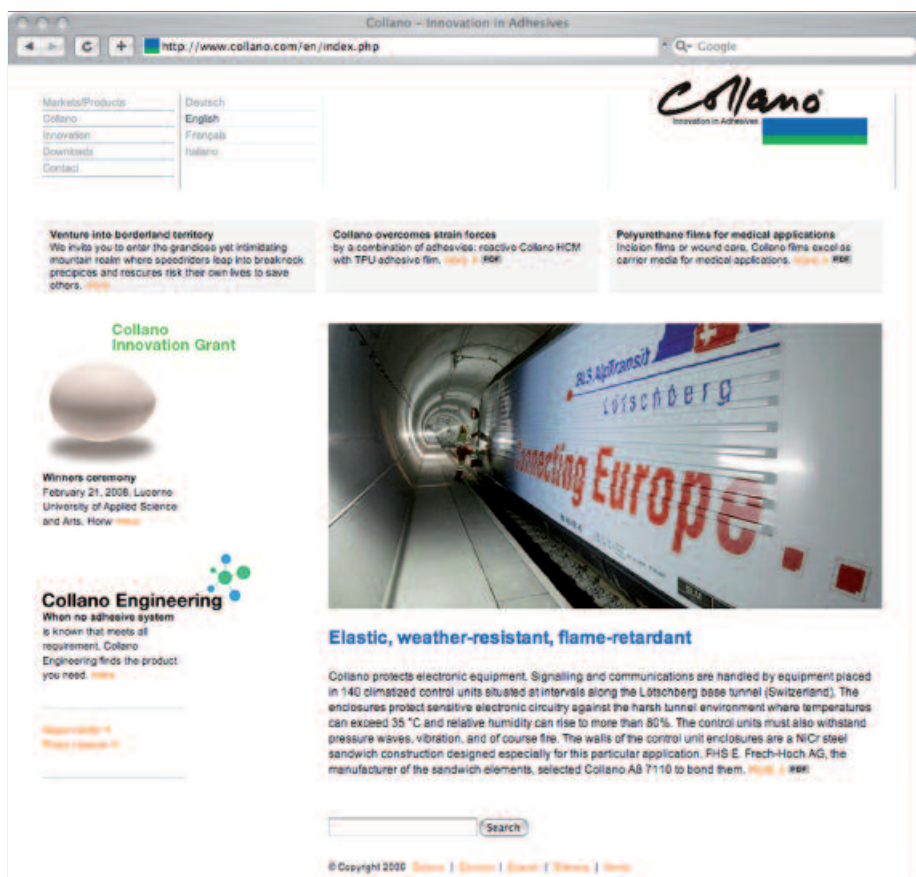 Collano – Innovation in Adhesives
http://www.collano.com/en/index.php
Google
Markets/Products
Collano
Innovation
Downloads
Contact
Deutsch
English
Français
Italiano
Collano
Innovation in Adhesives
Venture into borderland territory
We invite you to enter the grandiose yet intimidating
mountain realm where speedriders leap into breakneck
precipices and rescures risk their own lives to save
others. more
Collano overcomes strain forces
by a combination of adhesvies: reactive Collano HCM
with TPU adhesive film. more PDF
Polyurethane films for medical applications
Incision films or wound care, Collano films excel as
carrier media for medical applications. more PDF
Collano
Innovation Grant
Winners ceremony
February 21, 2008, Lucerne
University of Applied Science
and Arts, Horw more
Collano Engineering
When no adhesive system
is known that meets all
requirement, Collano
Engineering finds the product
you need. more
BLS AlpTransit
Lötschberg
Connecting Europe.
Elastic, weather-resistant, flame-retardant
Collano protects electronic equipment. Signalling and communications are handled by equipment placed
in 140 climatized control units situated at intervals along the Lötschberg base tunnel (Switzerland). The
enclosures protect sensitive electronic circuitry against the harsh tunnel environment where temperatures
can exceed 35 °C and relative humidity can rise to more than 80%. The control units must also withstand
pressure waves, vibration, and of course fire. The walls of the control unit enclosures are a NiCr steel
sandwich construction designed especially for this particular application. FHS E. Frech-Hoch AG, the
manufacturer of the sandwich elements, selected Collano A8 7110 to bond them. more PDF
Search
© Copyright 2006